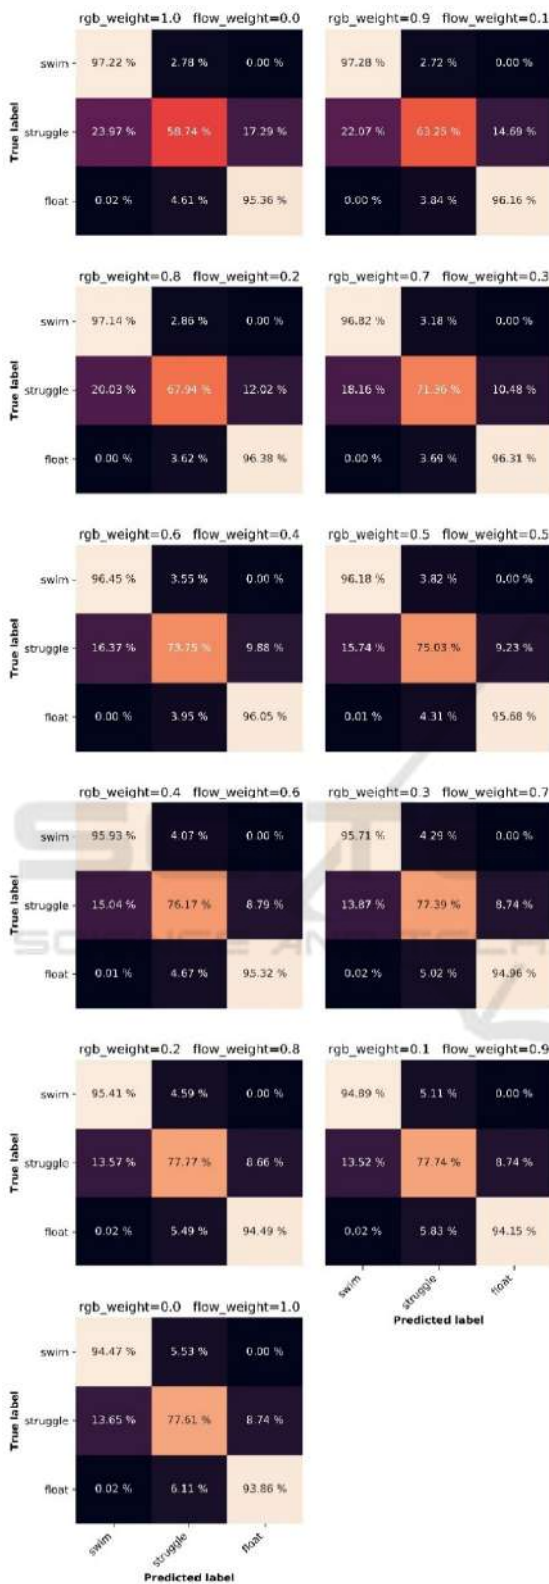 rgb_weight=1.0 flow_weight=0.0
rgb_weight=0.9 flow_weight=0.1
True label
swim 97.22 % 2.78 % 0.00 % 97.28 % 2.72 % 0.00 %
struggle 23.97 % 58.74 % 17.29 % 22.07 % 63.25 % 14.69 %
float 0.02 % 4.61 % 95.36 % 0.00 % 3.84 % 96.16 %
rgb_weight=0.8 flow_weight=0.2
rgb_weight=0.7 flow_weight=0.3
True label
swim 97.14 % 2.86 % 0.00 % 96.82 % 3.18 % 0.00 %
struggle 20.03 % 67.94 % 12.02 % 18.16 % 71.36 % 10.48 %
float 0.00 % 3.62 % 96.38 % 0.00 % 3.69 % 96.31 %
rgb_weight=0.6 flow_weight=0.4
rgb_weight=0.5 flow_weight=0.5
True label
swim 96.45 % 3.55 % 0.00 % 96.18 % 3.82 % 0.00 %
struggle 16.37 % 73.75 % 9.88 % 15.74 % 75.03 % 9.23 %
float 0.00 % 3.95 % 96.05 % 0.01 % 4.31 % 95.68 %
rgb_weight=0.4 flow_weight=0.6
rgb_weight=0.3 flow_weight=0.7
True label
swim 95.93 % 4.07 % 0.00 % 95.71 % 4.29 % 0.00 %
struggle 15.04 % 76.17 % 8.79 % 13.87 % 77.39 % 8.74 %
float 0.01 % 4.67 % 95.32 % 0.02 % 5.02 % 94.96 %
rgb_weight=0.2 flow_weight=0.8
rgb_weight=0.1 flow_weight=0.9
True label
swim 95.41 % 4.59 % 0.00 % 94.89 % 5.11 % 0.00 %
struggle 13.57 % 77.77 % 8.66 % 13.52 % 77.74 % 8.74 %
float 0.02 % 5.49 % 94.49 % 0.02 % 5.83 % 94.15 %
swim struggle float
Predicted label
rgb_weight=0.0 flow_weight=1.0
True label
swim 94.47 % 5.53 % 0.00 %
struggle 13.65 % 77.61 % 8.74 %
float 0.02 % 6.11 % 93.86 %
swim struggle float
Predicted label